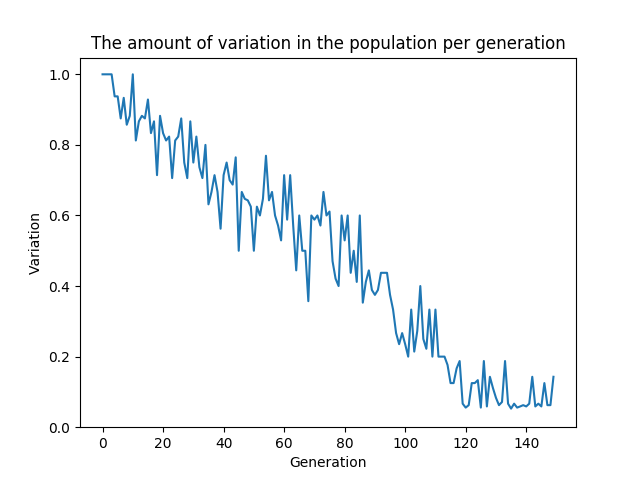 The amount of variation in the population per generation
1.0
0.8
0.6
0.4
0.2
0.0
Variation
0 20 40 60 80 100 120 140
Generation